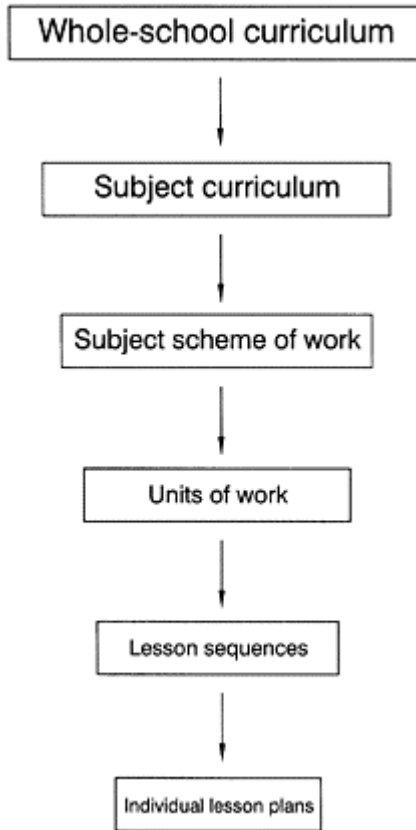 Whole-school curriculum
Subject curriculum
Subject scheme of work
Units of work
Lesson sequences
Individual lesson plans